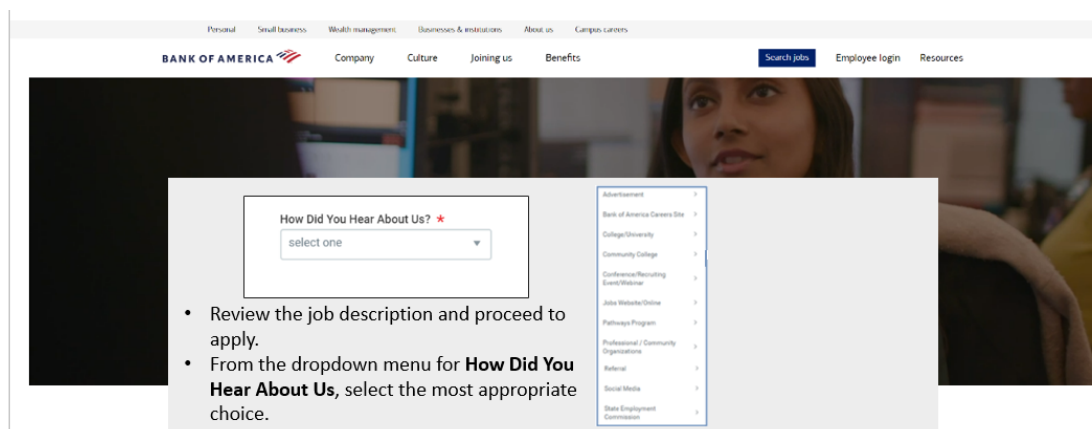 Personal Small business Wealth management Businesses & institutions About us Campus careers
BANK OF AMERICA Company Culture Joining us Benefits Search jobs Employee login Resources
How Did You Hear About Us? *
select one
• Review the job description and proceed to
apply.
• From the dropdown menu for How Did You
Hear About Us, select the most appropriate
choice.
Advertisement
Bank of America Careers Site
College/University
Community College
Conference/Recruiting
Event/Webinar
Jobs Website/Online
Pathways Program
Professional / Community
Organizations
Referral
Social Media
State Employment
Commission